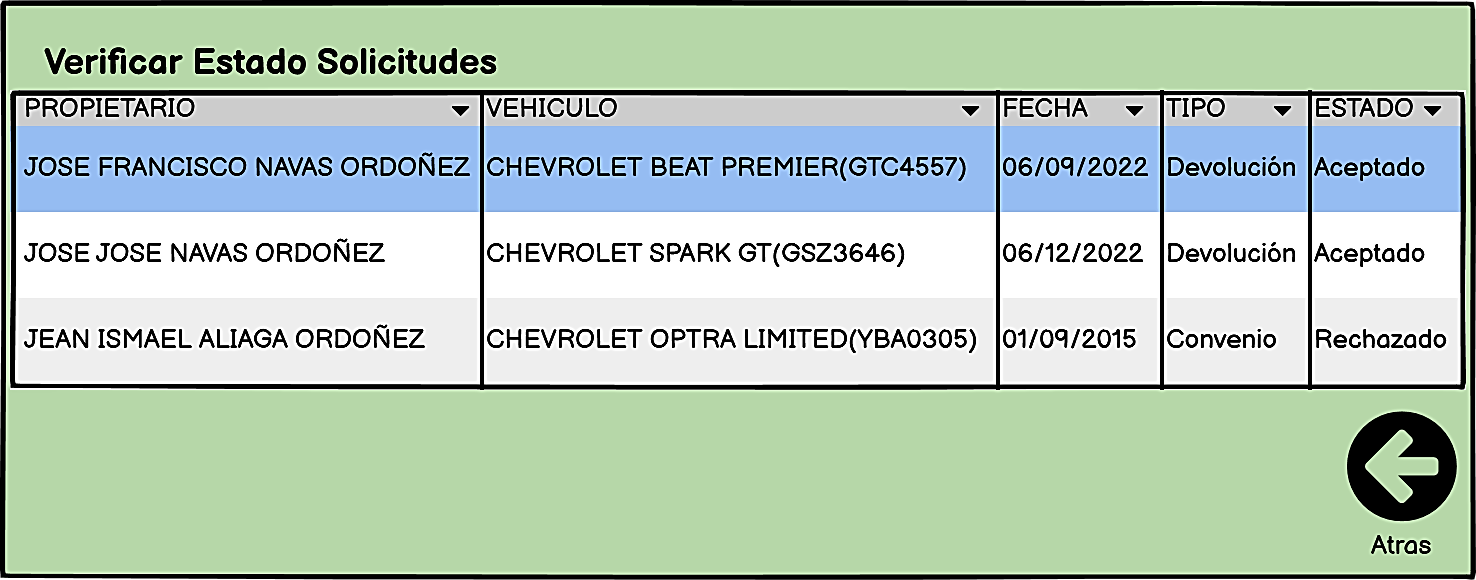 Verificar Estado Solicitudes
PROPIETARIO VEHICULO FECHA TIPO ESTADO
JOSE FRANCISCO NAVAS ORDOÑEZ CHEVROLET BEAT PREMIER(GTC4557) 06/09/2022 Devolución Aceptado
JOSE JOSE NAVAS ORDOÑEZ CHEVROLET SPARK GT(GSZ3646) 06/12/2022 Devolución Aceptado
JEAN ISMAEL ALIAGA ORDOÑEZ CHEVROLET OPTRA LIMITED(YBA0305) 01/09/2015 Convenio Rechazado
Atras